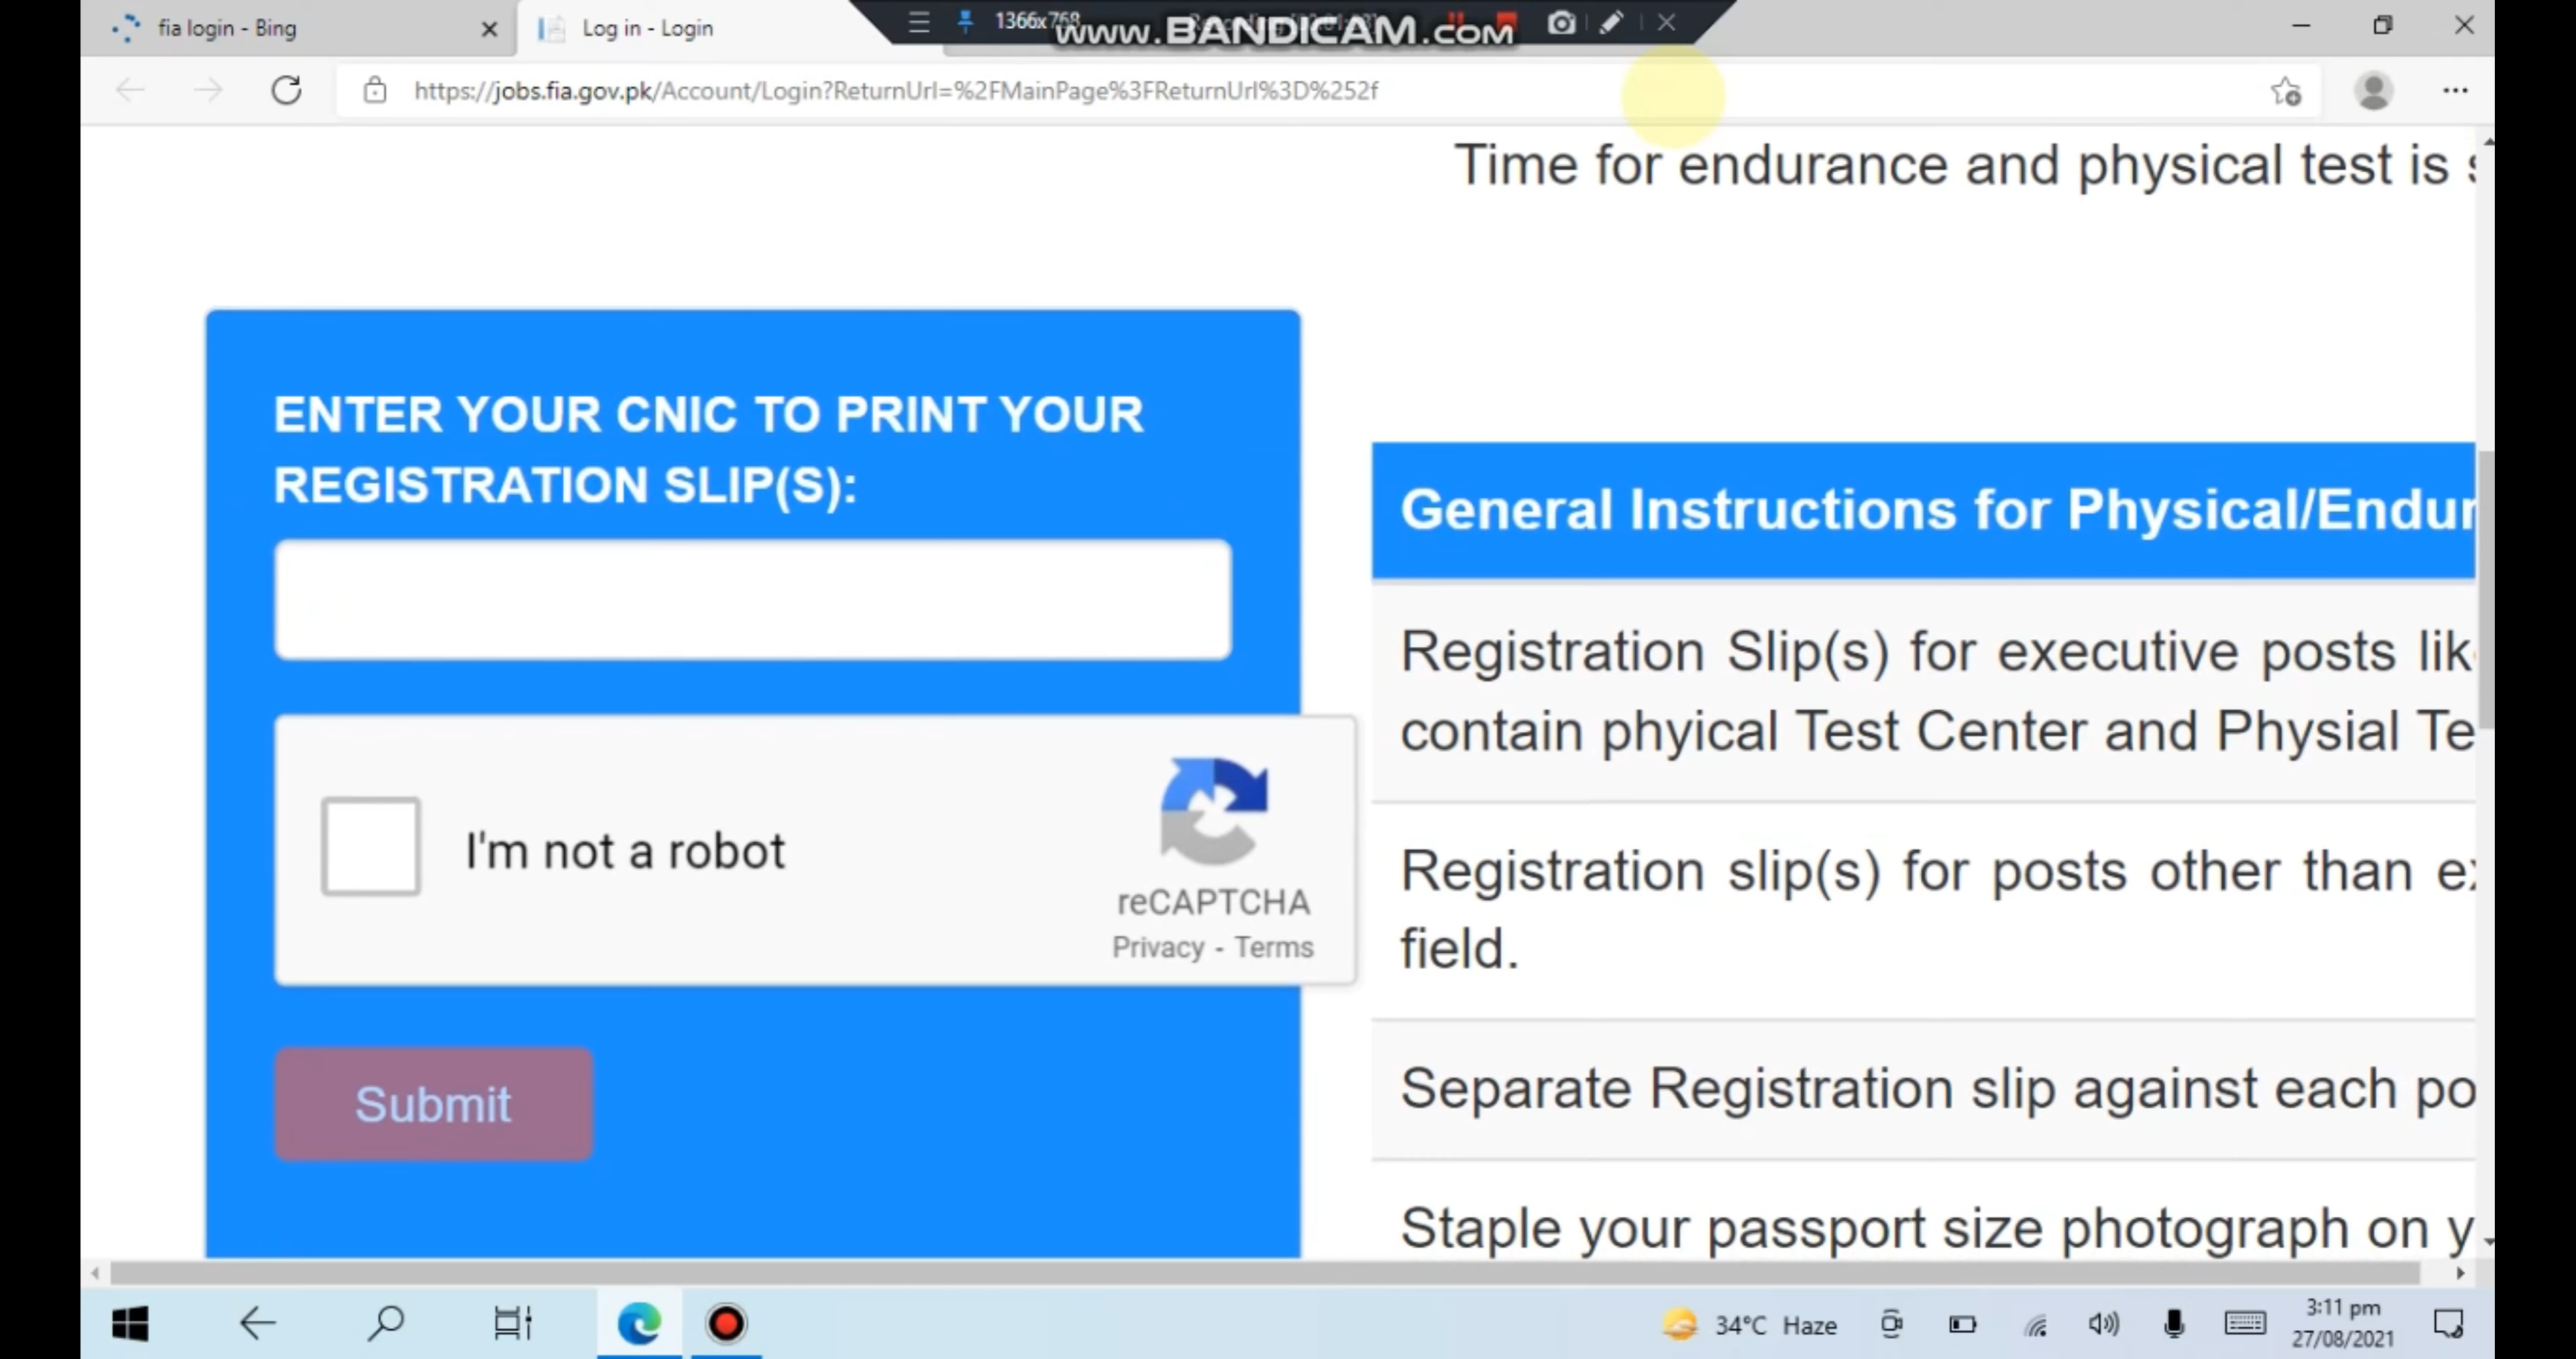 fia login - Bing
Log in - Login
1366x768
www.BANDICAM.com
https://jobs.fia.gov.pk/Account/Login?ReturnUrl=%2FMainPage%3FReturnUrl%3D%252f
Time for endurance and physical test is
ENTER YOUR CNIC TO PRINT YOUR
REGISTRATION SLIP(S):
I'm not a robot
reCAPTCHA
Privacy - Terms
Submit
General Instructions for Physical/Endur
Registration Slip(s) for executive posts lik
contain phyical Test Center and Physial Te
Registration slip(s) for posts other than ex
field.
Separate Registration slip against each po
Staple your passport size photograph on y
34°C Haze
3:11 pm
27/08/2021